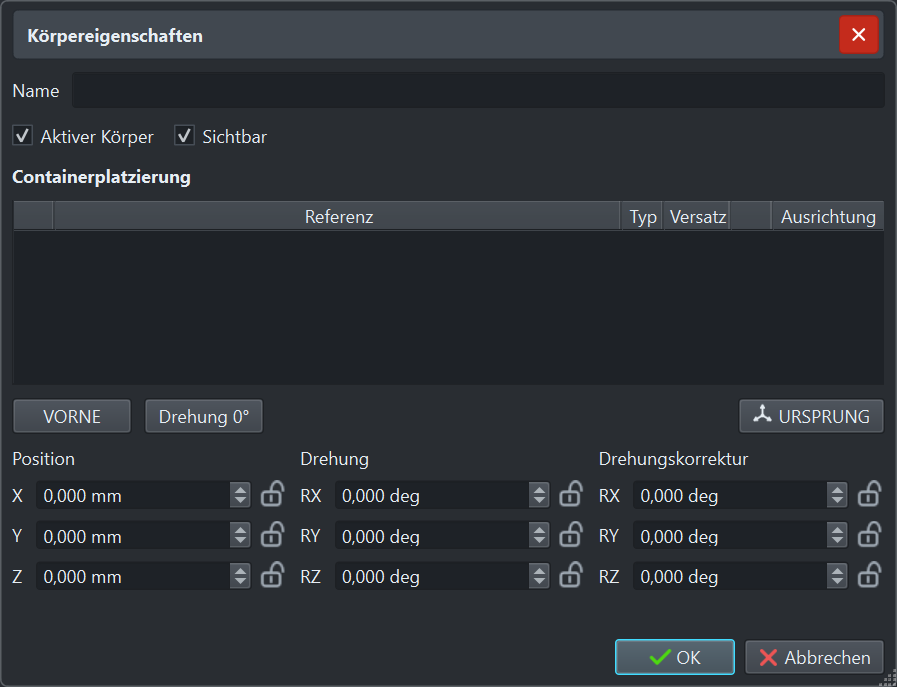 Körpereigenschaften
Name
Aktiver Körper Sichtbar
Containerplatzierung
Referenz Typ Versatz Ausrichtung
VORNE Drehung 0° URSPRUNG
Position Drehung Drehungskorrektur
X 0,000 mm RX 0,000 deg RX 0,000 deg
Y 0,000 mm RY 0,000 deg RY 0,000 deg
Z 0,000 mm RZ 0,000 deg RZ 0,000 deg
OK Abbrechen